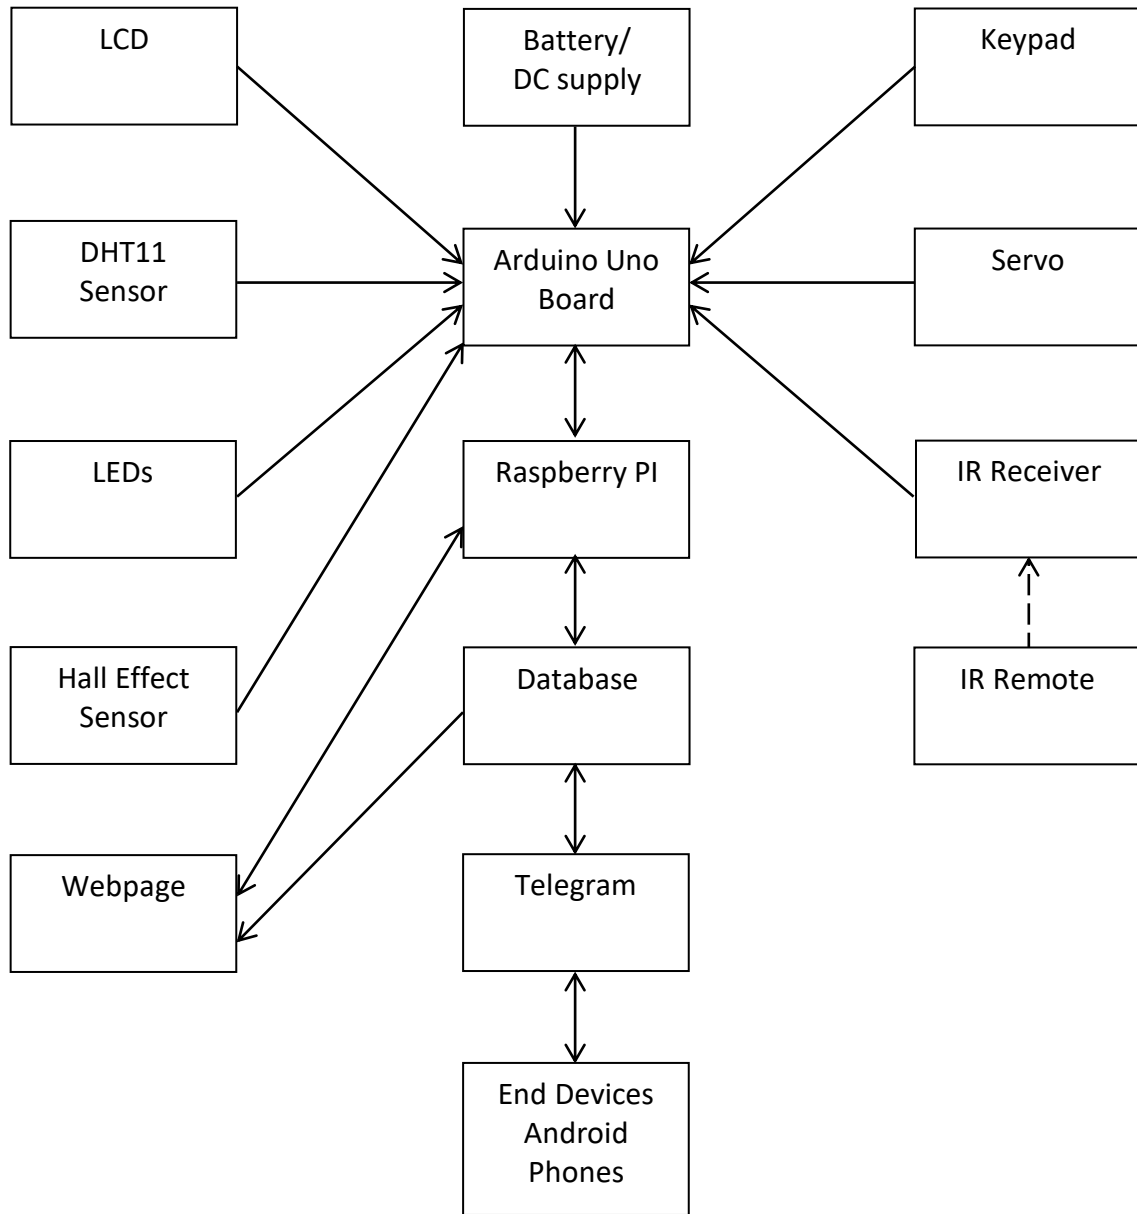 LCD
Battery/
DC supply
Keypad
DHT11
Sensor
Arduino Uno
Board
Servo
LEDs
Raspberry PI
IR Receiver
Hall Effect
Sensor
Database
IR Remote
Webpage
Telegram
End Devices
Android
Phones